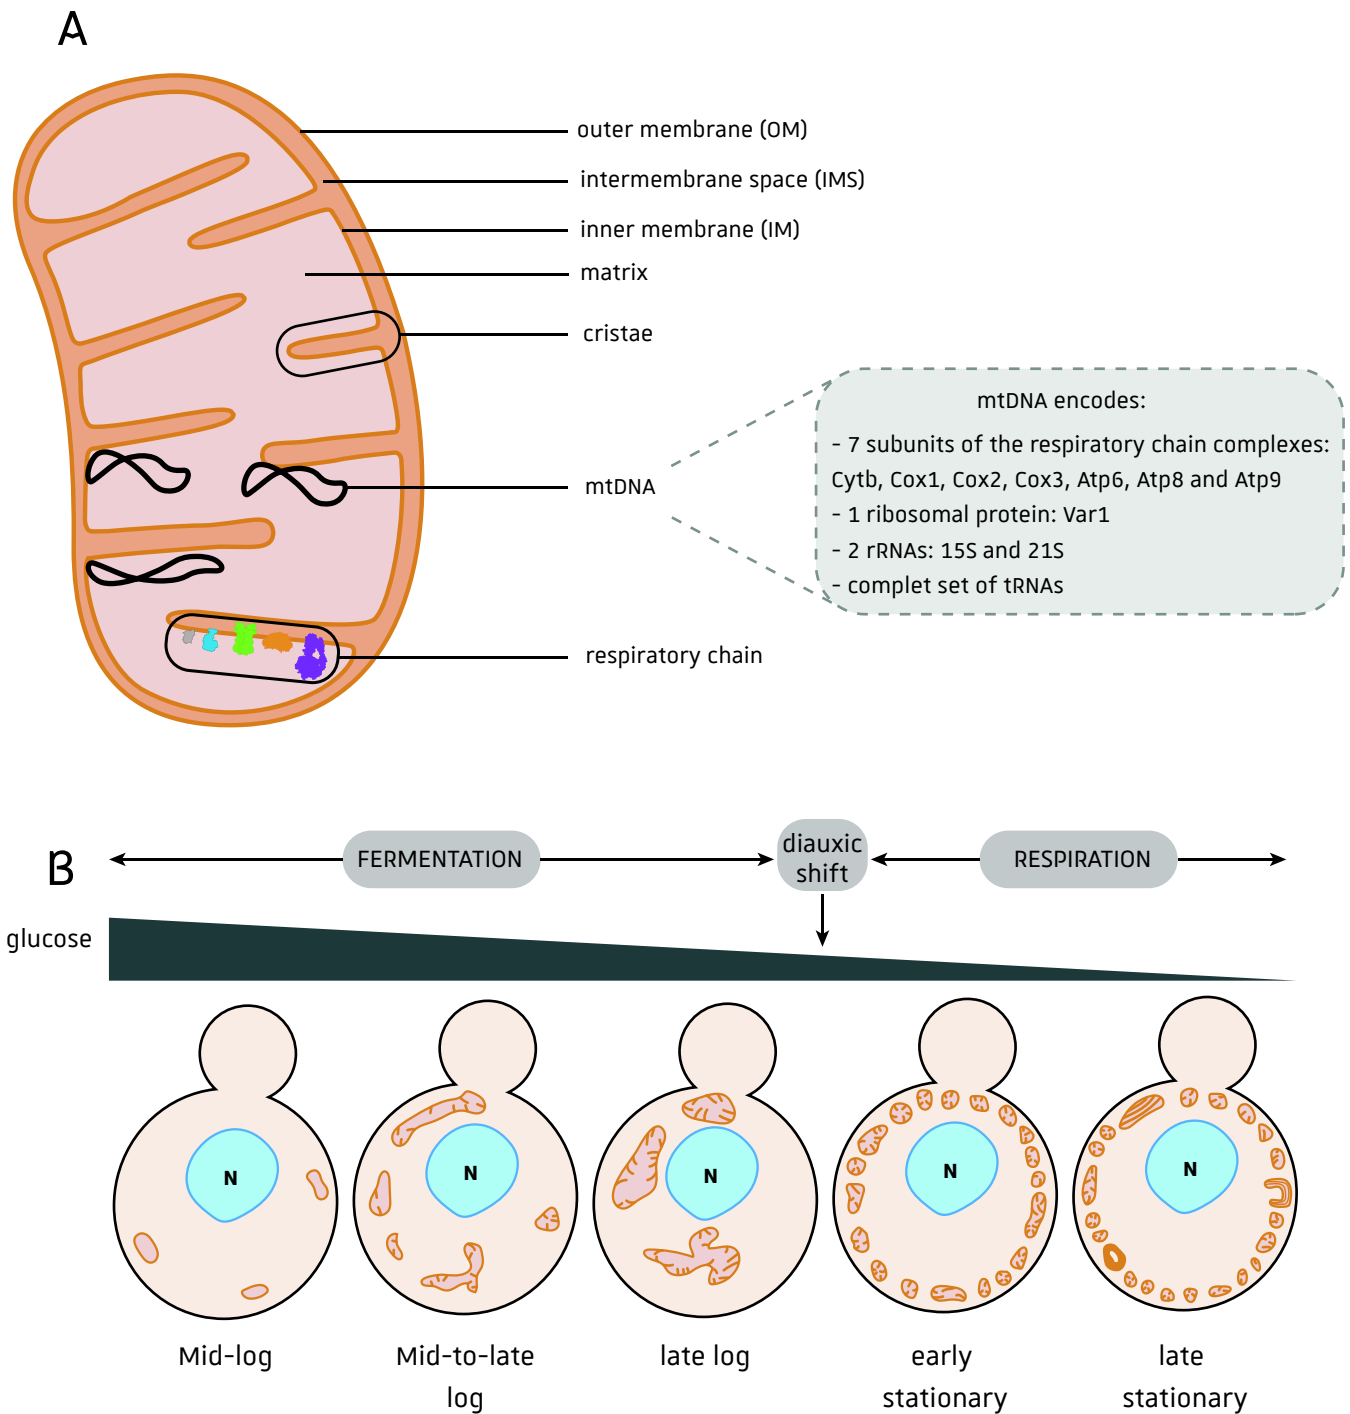 A
outer membrane (OM)
intermembrane space (IMS)
inner membrane (IM)
matrix
cristae
mtDNA
respiratory chain
mtDNA encodes:
- 7 subunits of the respiratory chain complexes:
Cytb, Cox1, Cox2, Cox3, Atp6, Atp8 and Atp9
- 1 ribosomal protein: Var1
- 2 rRNAs: 15S and 21S
- complet set of tRNAs
B
FERMENTATION
diauxic
shift
RESPIRATION
glucose
N
N
N
N
N
Mid-log
Mid-to-late
log
late log
early
stationary
late
stationary